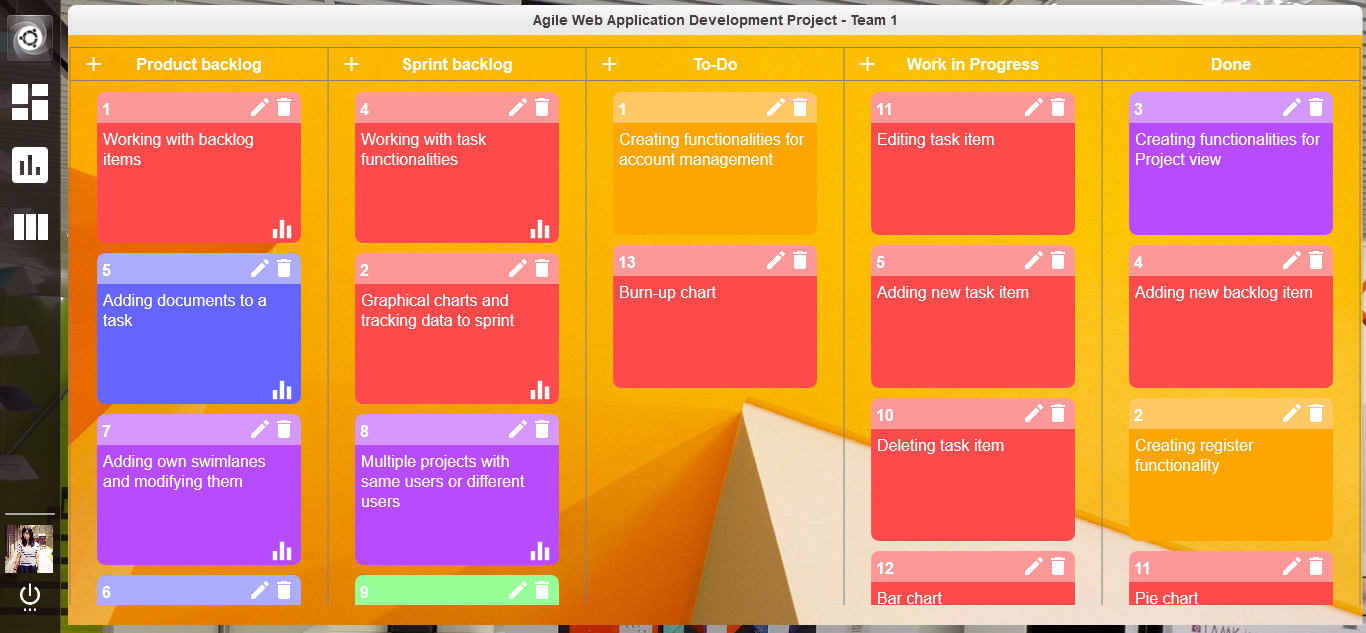 Agile Web Application Development Project - Team 1
+ Product backlog
+ Sprint backlog
+ To-Do
+ Work in Progress
Done
1
Working with backlog
items
5
Adding documents to a
task
7
Adding own swimlanes
and modifying them
6
4
Working with task
functionalities
2
Graphical charts and
tracking data to sprint
8
Multiple projects with
same users or different
users
9
1
Creating functionalities for
account management
13
Burn-up chart
11
Editing task item
5
Adding new task item
10
Deleting task item
12
Bar chart
3
Creating functionalities for
Project view
4
Adding new backlog item
2
Creating register
functionality
11
Pie chart